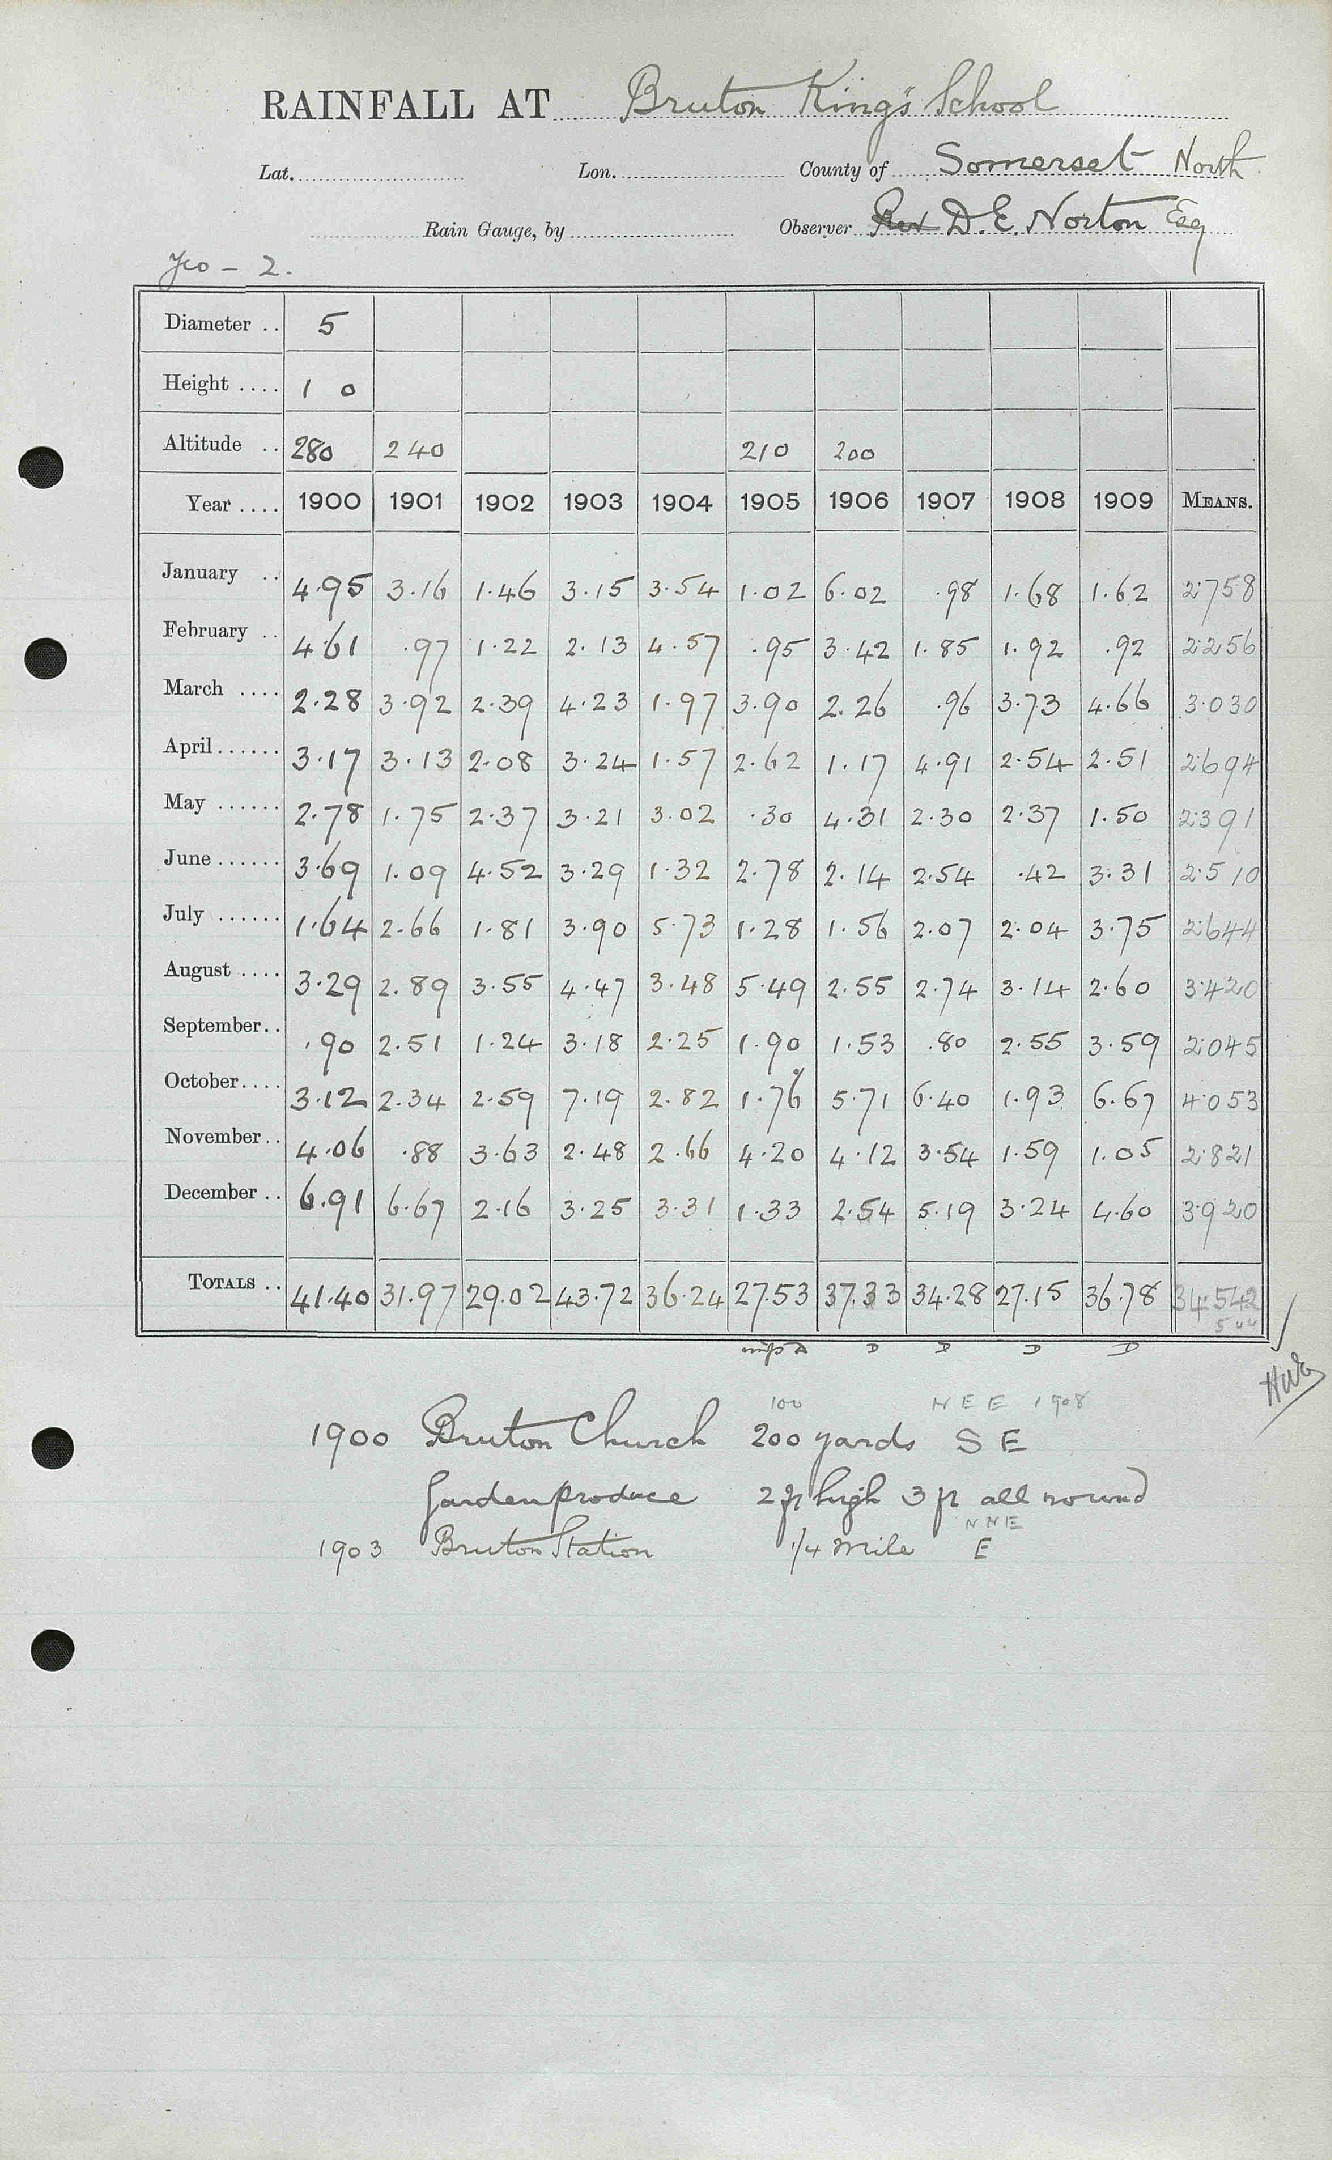 RAINFALL AT Bruton King's School
Lat. Lon. County of Somerset North
Rain Gauge, by Observer Rev D. E. Norton Esq
Yeo - 2.
Diameter .. 5
Height .... 1 0
Altitude .. 280 240 210 200
Year .... 1900 1901 1902 1903 1904 1905 1906 1907 1908 1909 MEANS.
January .. 4.95 3.16 1.46 3.15 3.54 1.02 6.02 .98 1.68 1.62 2.758
February .. 4.61 .97 1.22 2.13 4.57 .95 3.42 1.85 1.92 .92 2.256
March .... 2.28 3.92 2.39 4.23 1.97 3.90 2.26 .96 3.73 4.66 3.030
April ...... 3.17 3.13 2.08 3.24 1.57 2.62 1.17 4.91 2.54 2.51 2.694
May ...... 2.78 1.75 2.37 3.21 3.02 .30 4.31 2.30 2.37 1.50 2.391
June ...... 3.69 1.09 4.52 3.29 1.32 2.78 2.14 2.54 .42 3.31 2.510
July ...... 1.64 2.66 1.81 3.90 5.73 1.28 1.56 2.07 2.04 3.75 2.644
August .... 3.29 2.89 3.55 4.47 3.48 5.49 2.55 2.74 3.14 2.60 3.420
September .. .90 2.51 1.24 3.18 2.25 1.90 1.53 .80 2.55 3.59 2.045
October .... 3.12 2.34 2.59 7.19 2.82 1.76 5.71 6.40 1.93 6.67 4.053
November .. 4.06 .88 3.63 2.48 2.66 4.20 4.12 3.54 1.59 1.05 2.821
December .. 6.91 6.67 2.16 3.25 3.31 1.33 2.54 5.19 3.24 4.60 3.920
TOTALS .. 41.40 31.97 29.02 43.72 36.24 27.53 37.33 34.28 27.15 36.78 34.542
D D D D
100 N E E 1908
1900 Bruton Church 200 yards S E
Garden produce 2 ft high 3 ft all round
N N E
1903 Bruton Station 1/4 mile E